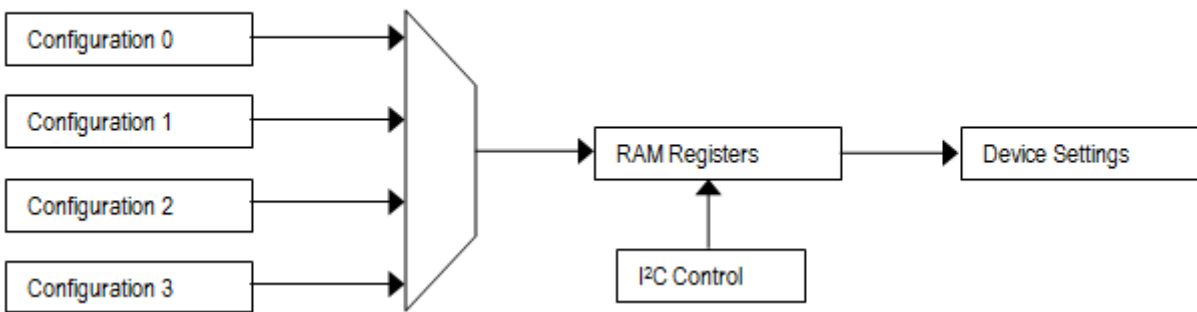 Configuration 0
Configuration 1
Configuration 2
Configuration 3
RAM Registers
Device Settings
I²C Control